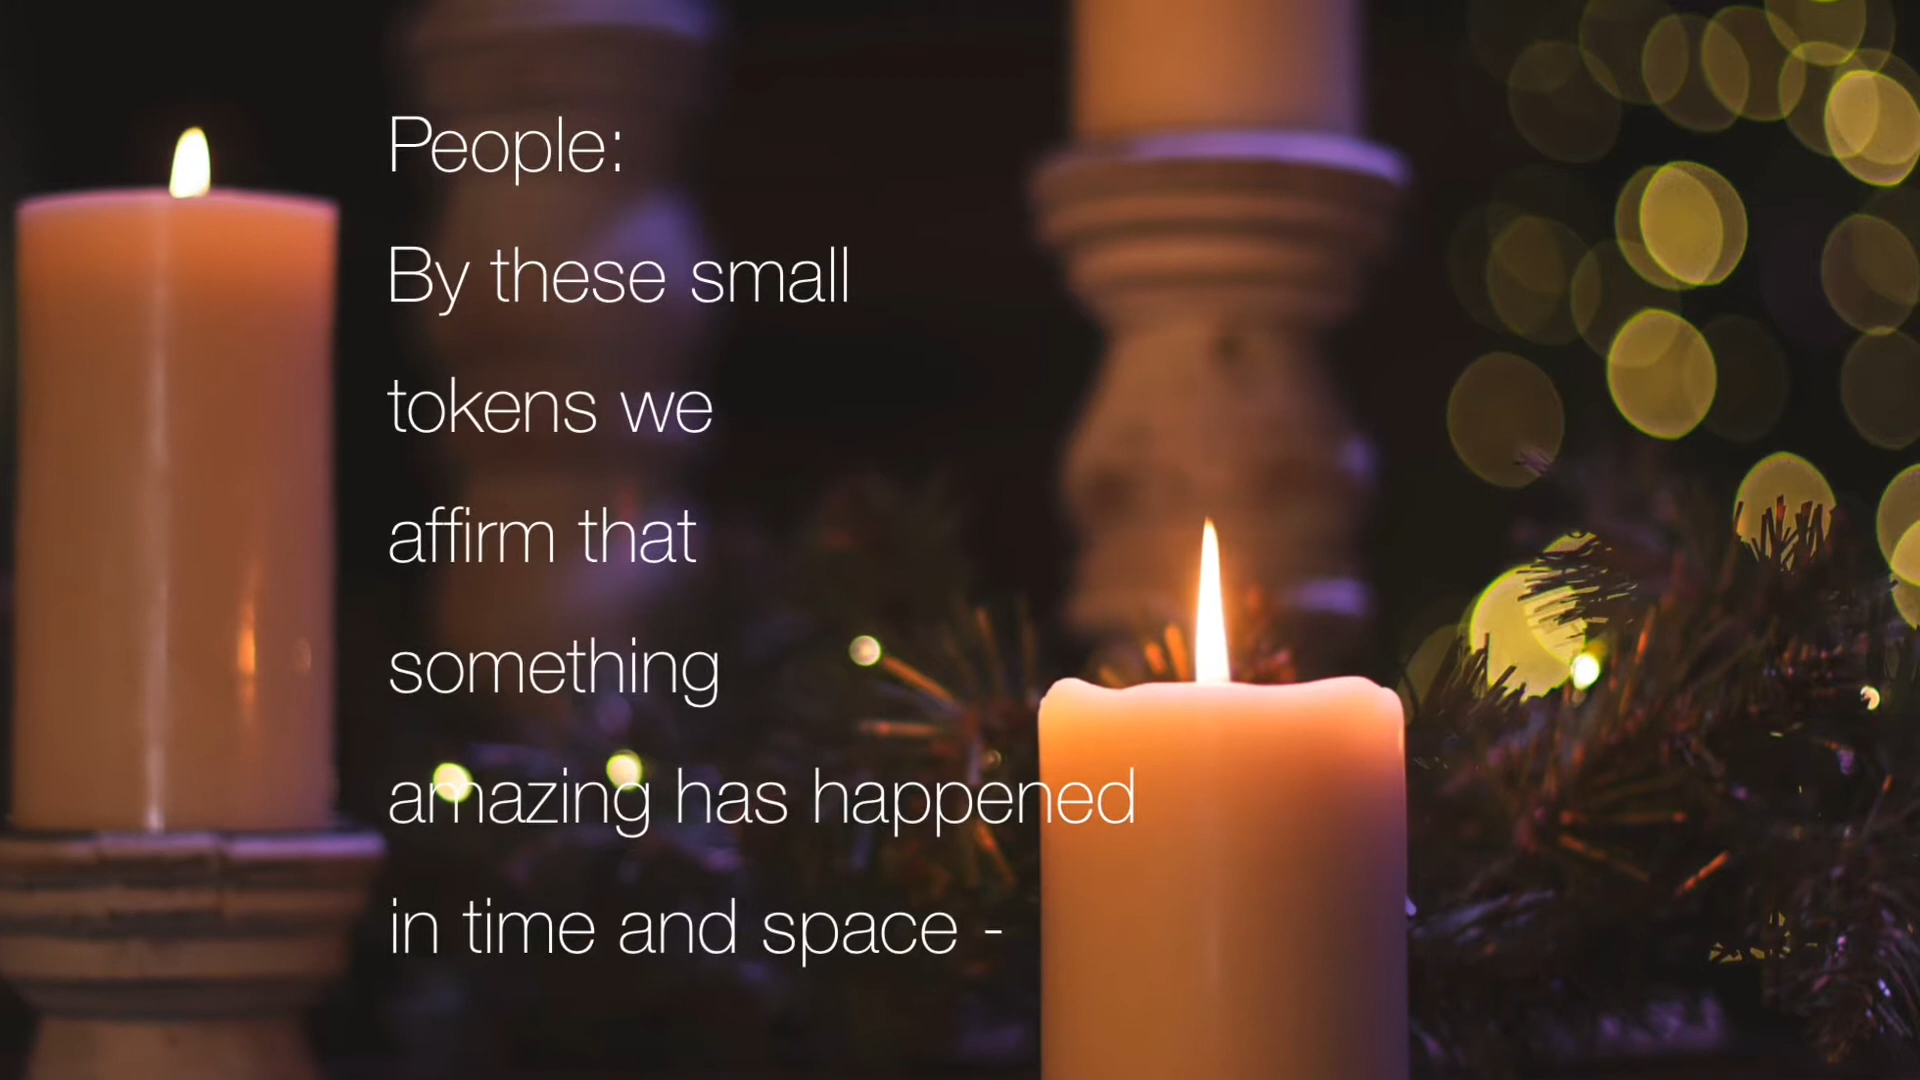 People:
By these small
tokens we
affirm that
something
amazing has happened
in time and space -